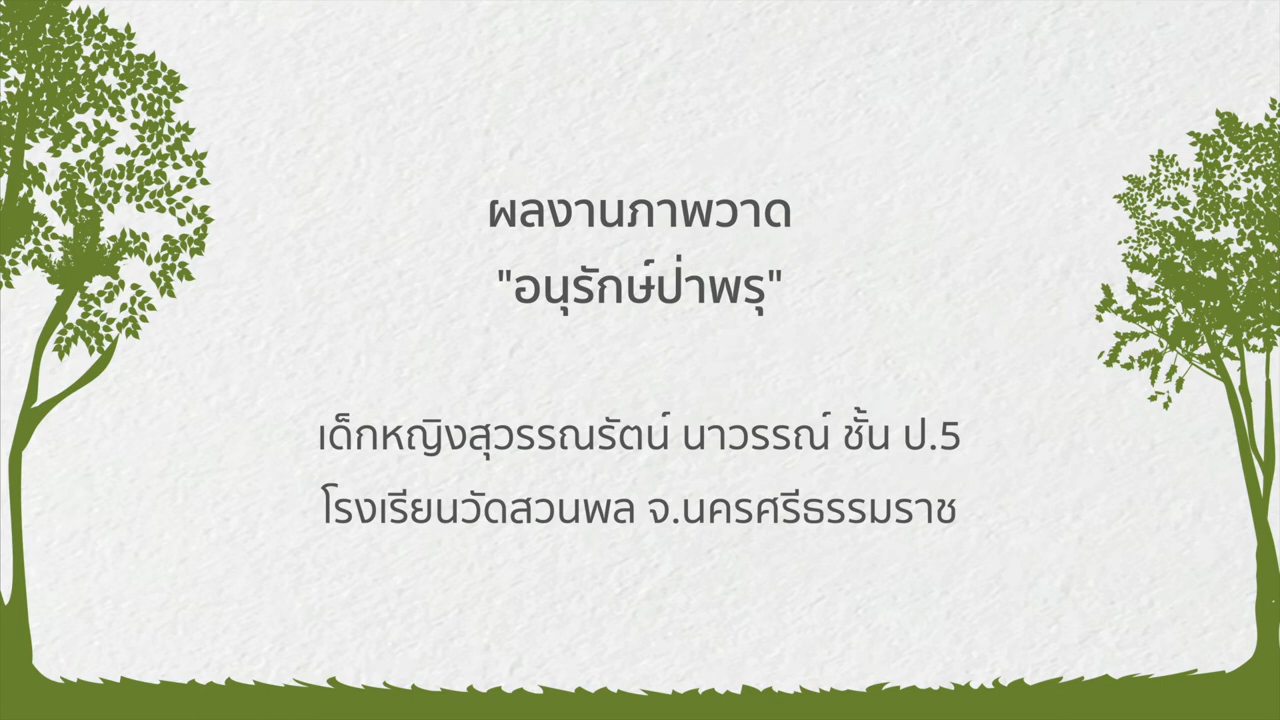 ผลงานภาพวาด
"อนุรักษ์ป่าพรุ"
เด็กหญิงสุวรรณรัตน์ นาวรรณ์ ชั้น ป.5
โรงเรียนวัดสวนพล จ.นครศรีธรรมราช